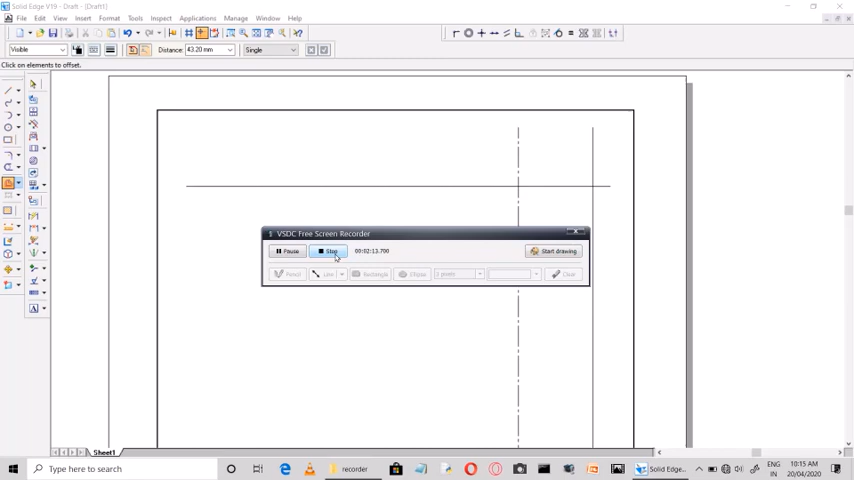 Solid Edge V19 - Draft - [Draft1]
File Edit View Insert Format Tools Inspect Applications Manage Window Help
Visible Distance: 43.20 mm Single
Click on elements to offset.
VSDC Free Screen Recorder
Pause Stop 00:02:13.700 Start drawing
Pencil Line Rectangle Ellipse 3 pixels Clear
Sheet1
Type here to search recorder Solid Edge... ENG 10:15 AM
IN 20/04/2020